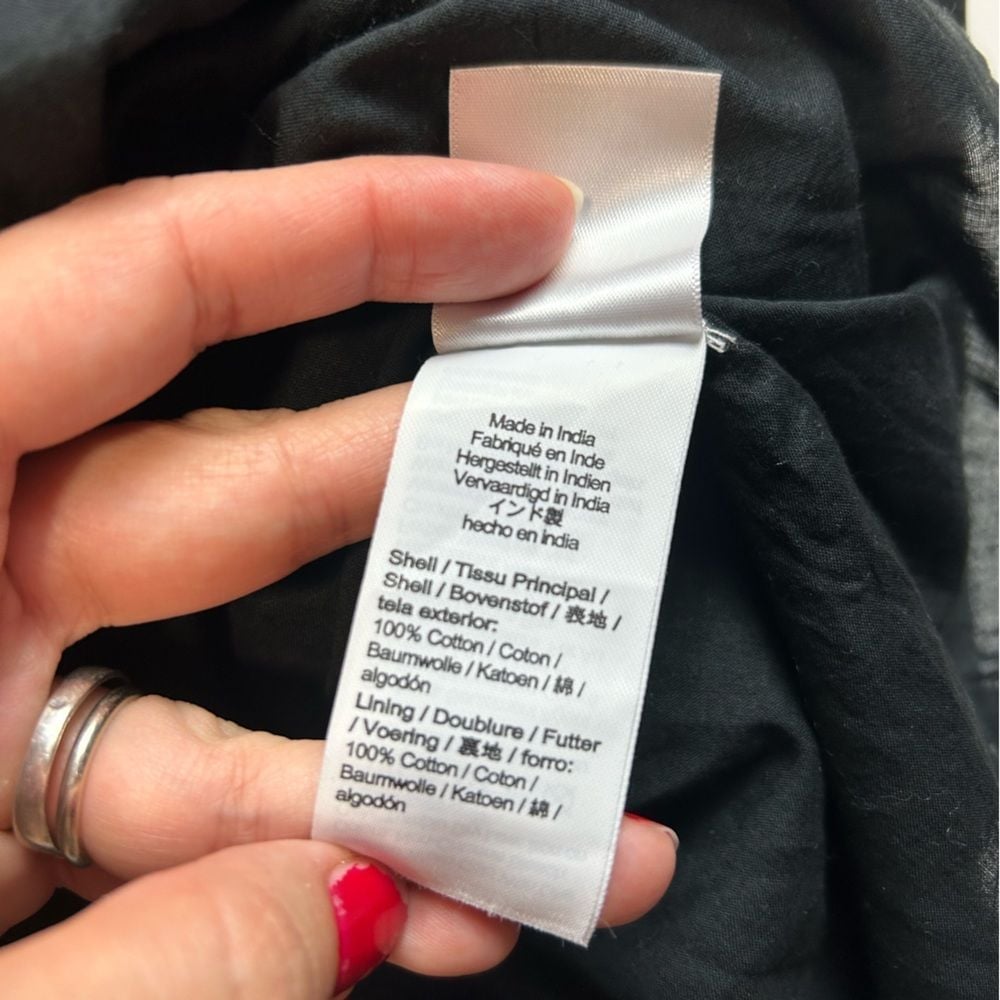 Made in India
Fabriqué en Inde
Hergestellt in Indien
Vervaardigd in India
インド製
hecho en India
Shell / Tissu Principal /
Shell / Bovenstof / 表地 /
tela exterior:
100% Cotton / Coton /
Baumwolle / Katoen / 綿 /
algodón
Lining / Doublure / Futter
/ Voering / 裏地 / forro:
100% Cotton / Coton /
Baumwolle / Katoen / 綿 /
algodón